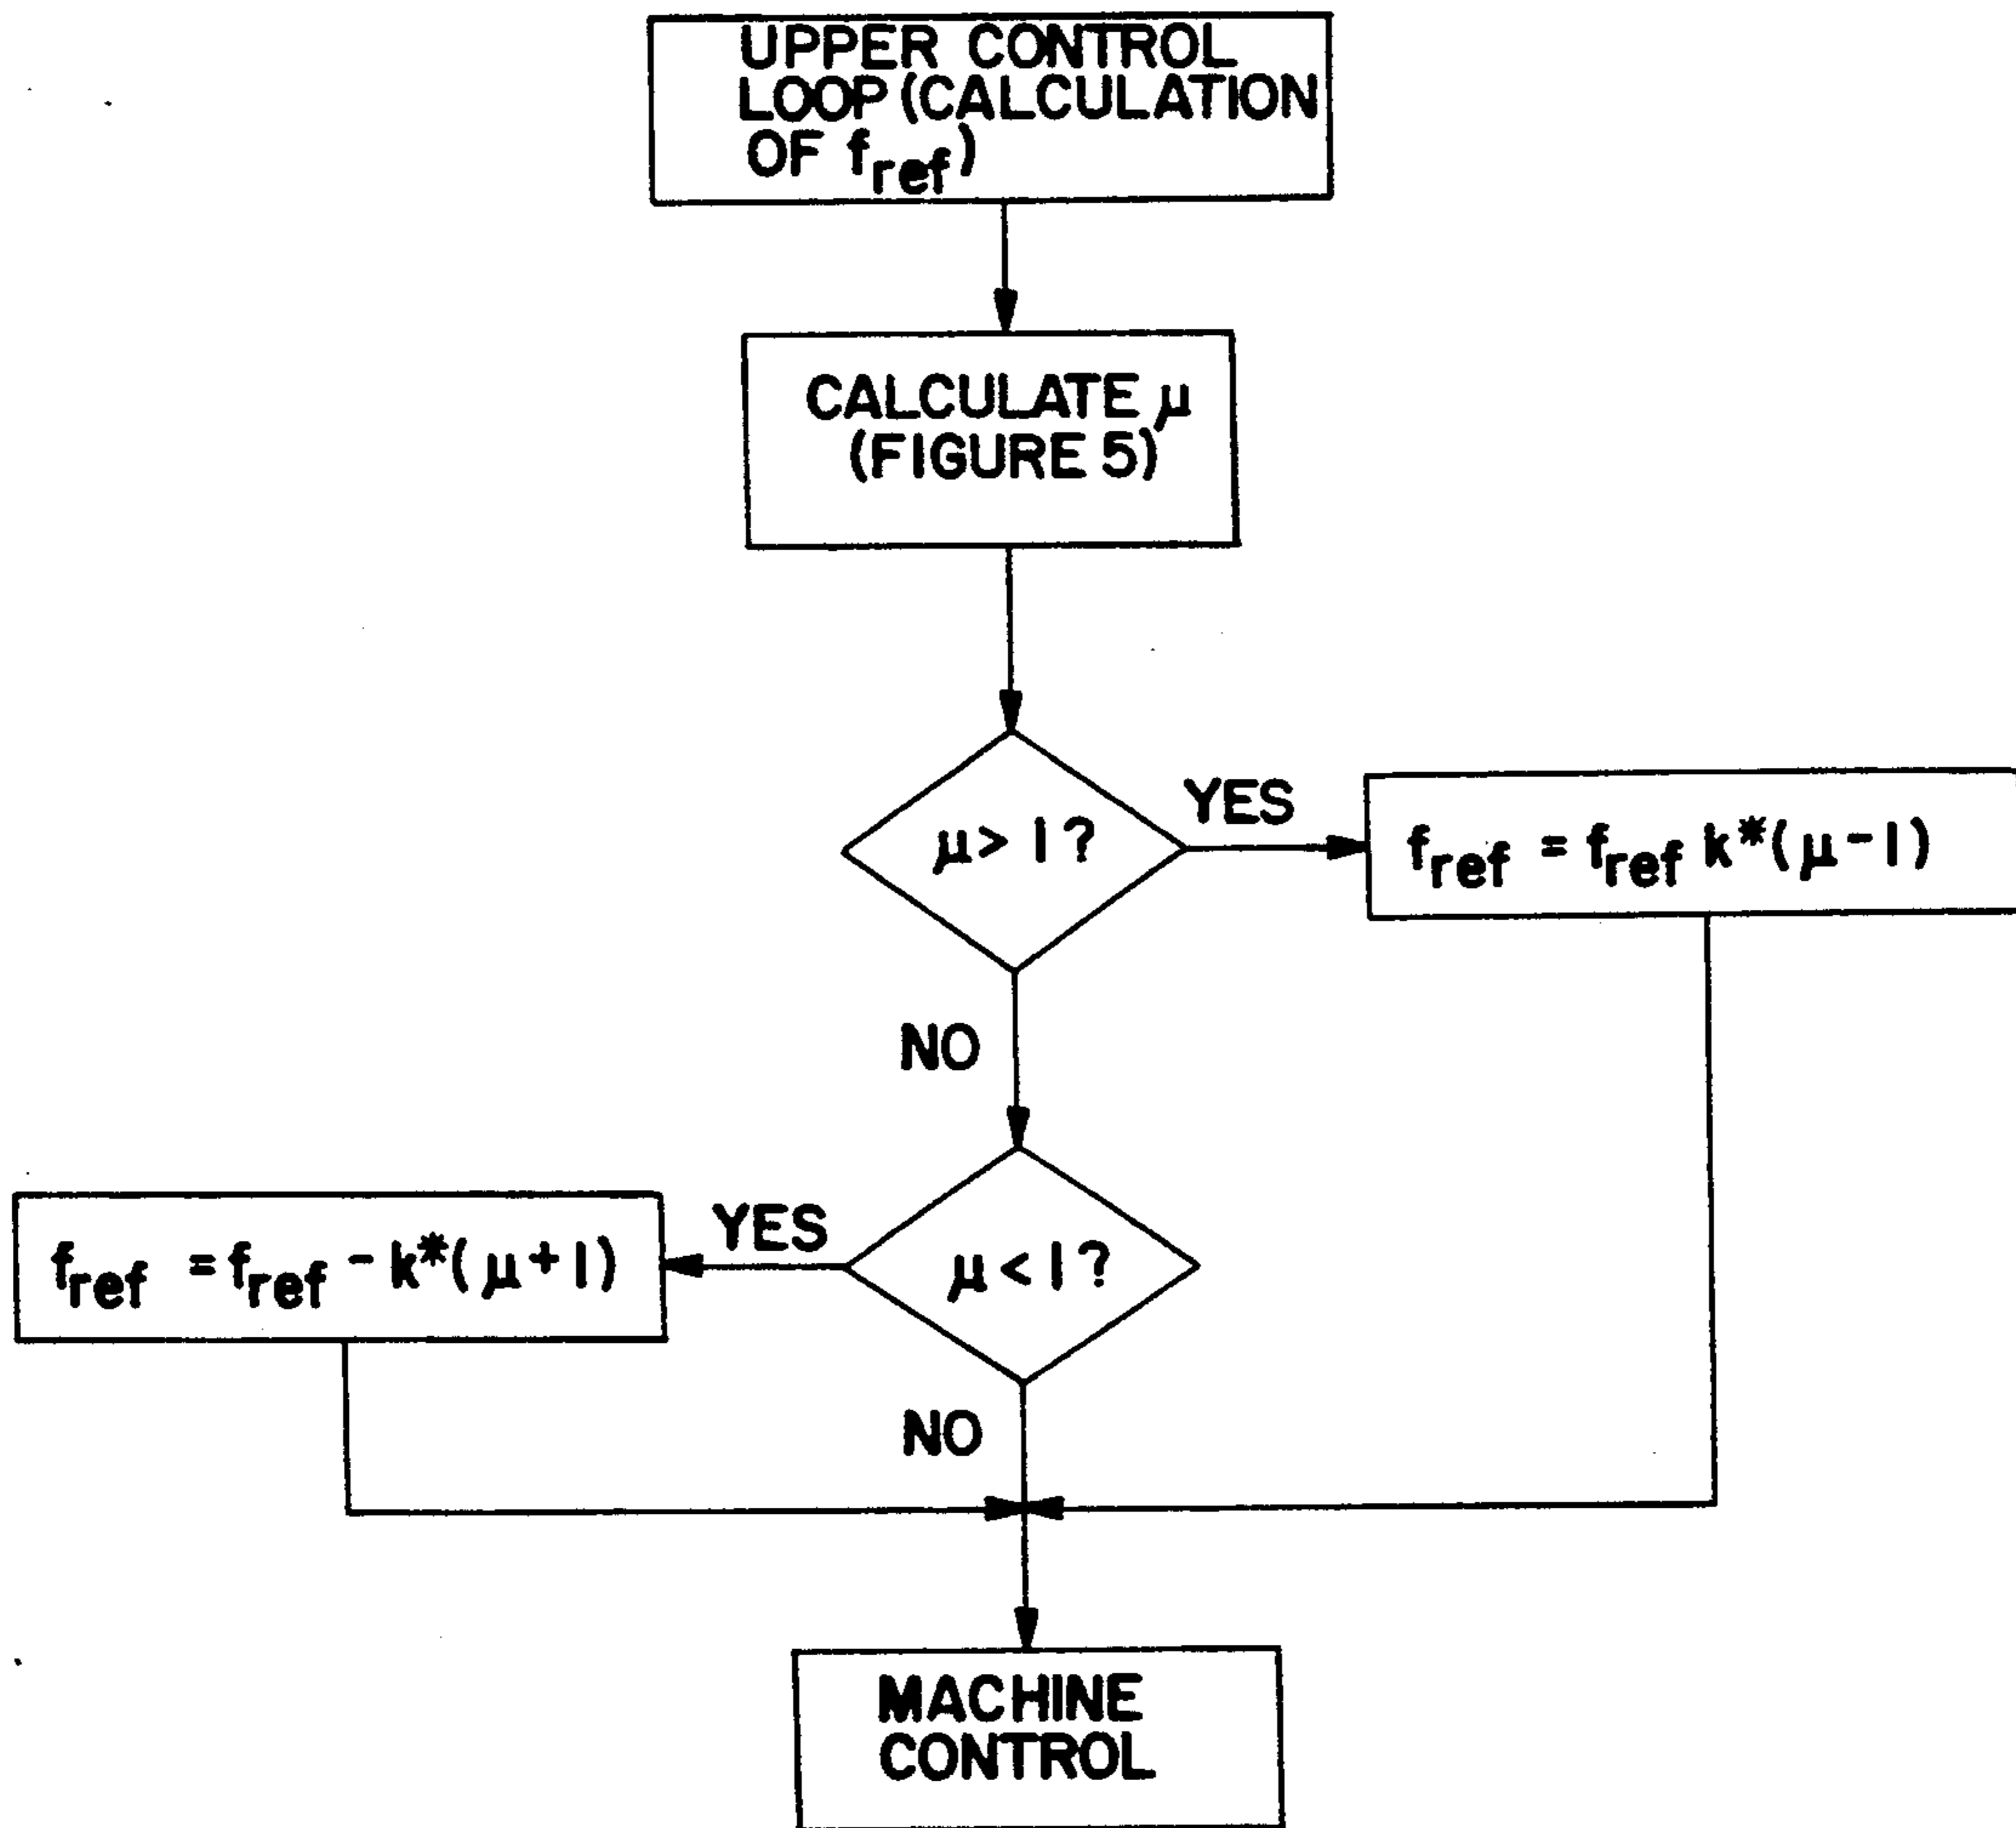 UPPER CONTROL
LOOP (CALCULATION
OF fref)
CALCULATE μ
(FIGURE 5)
μ > 1 ?
YES
fref = fref k*(μ-1)
NO
μ < 1 ?
YES
fref = fref - k*(μ+1)
NO
MACHINE
CONTROL